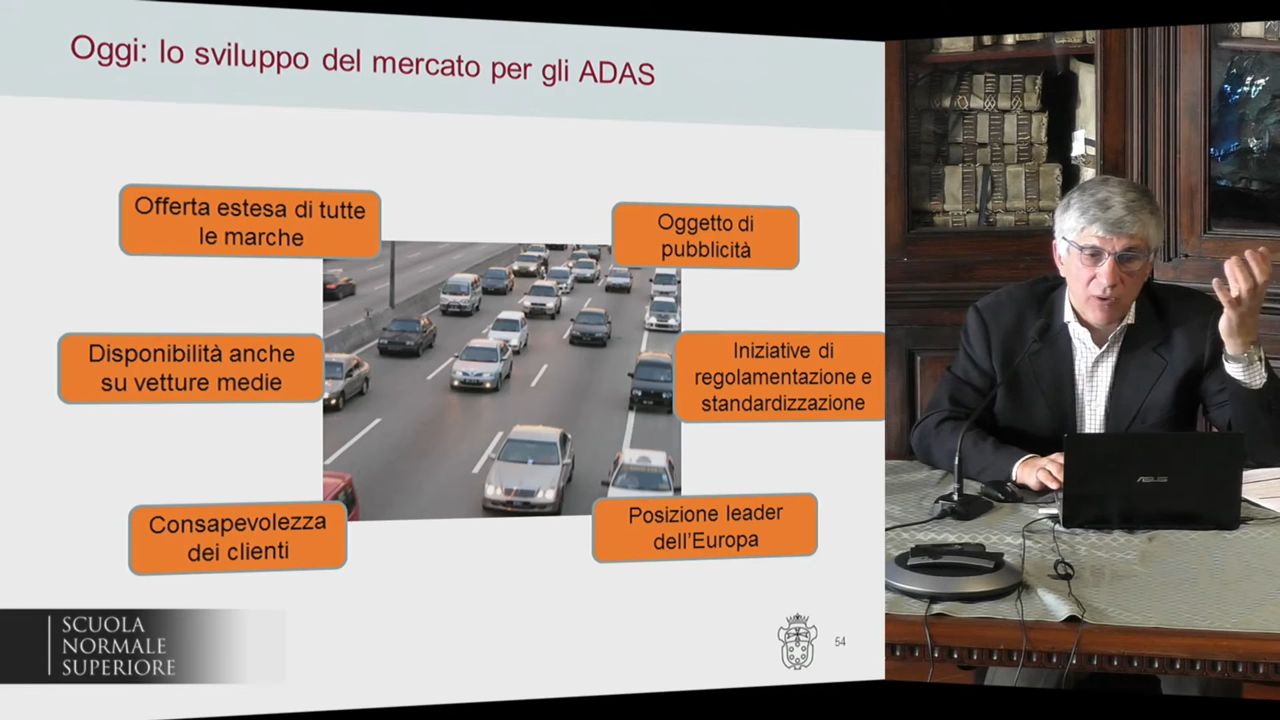 Oggi: lo sviluppo del mercato per gli ADAS
Offerta estesa di tutte
le marche
Oggetto di
pubblicità
Disponibilità anche
su vetture medie
Iniziative di
regolamentazione e
standardizzazione
Consapevolezza
dei clienti
Posizione leader
dell'Europa
SCUOLA
NORMALE
SUPERIORE
54
ASUS